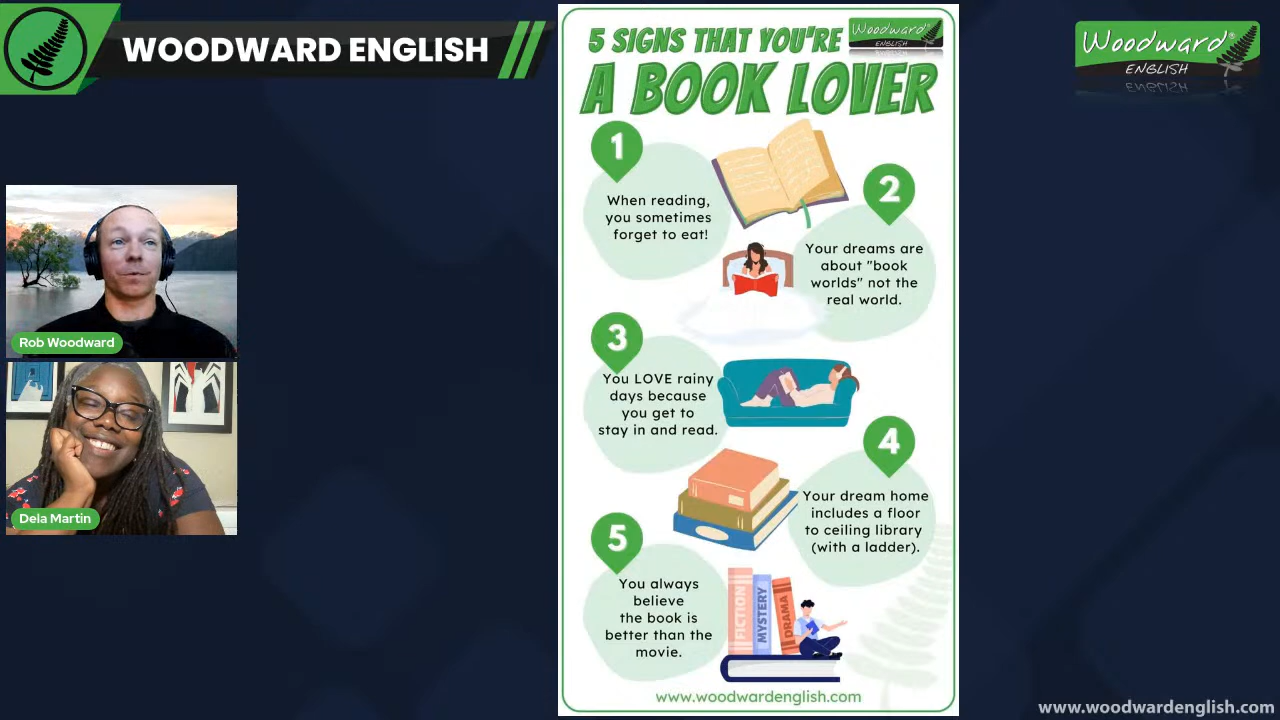 WOODWARD ENGLISH
Rob Woodward
Dela Martin
5 SIGNS THAT YOU'RE
Woodward
ENGLISH
A BOOK LOVER
1
When reading,
you sometimes
forget to eat!
2
Your dreams are
about "book
worlds" not the
real world.
3
You LOVE rainy
days because
you get to
stay in and read.
4
Your dream home
includes a floor
to ceiling library
(with a ladder).
5
You always
believe
the book is
better than the
movie.
FICTION
MYSTERY
DRAMA
www.woodwardenglish.com
Woodward®
ENGLISH
www.woodwardenglish.com